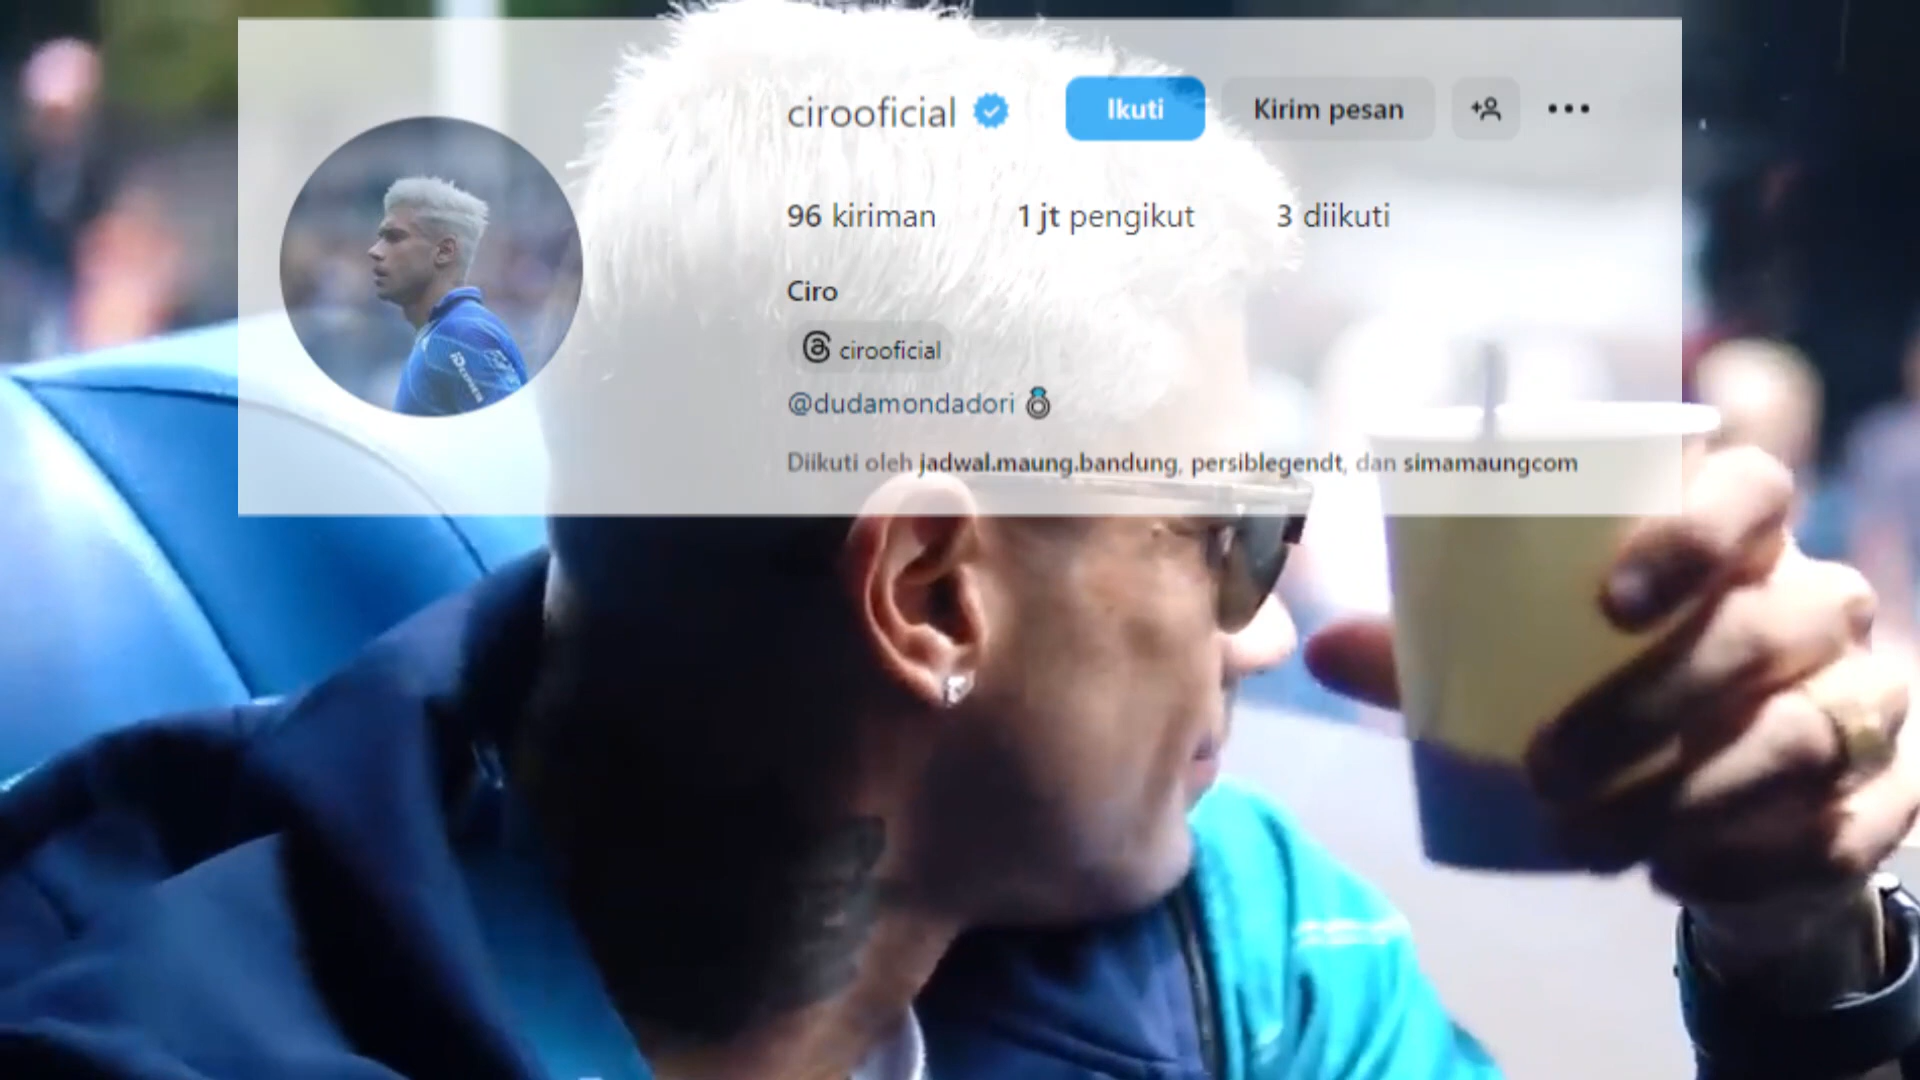 cirooficial Ikuti Kirim pesan
96 kiriman 1 jt pengikut 3 diikuti
Ciro
cirooficial
@dudamondadori 💍
Diikuti oleh jadwal.maung.bandung, persiblegendt, dan simamaungcom